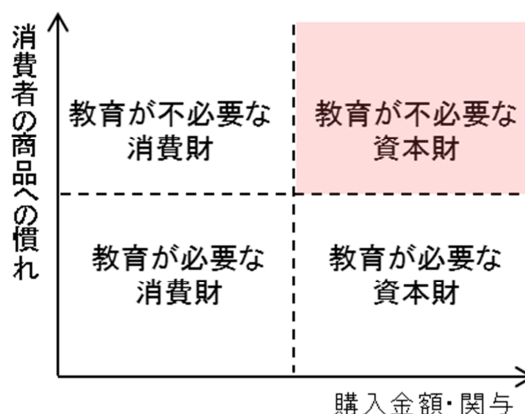 消費者の商品への慣れ
教育が不必要な
消費財
教育が不必要な
資本財
教育が必要な
消費財
教育が必要な
資本財
購入金額・関与